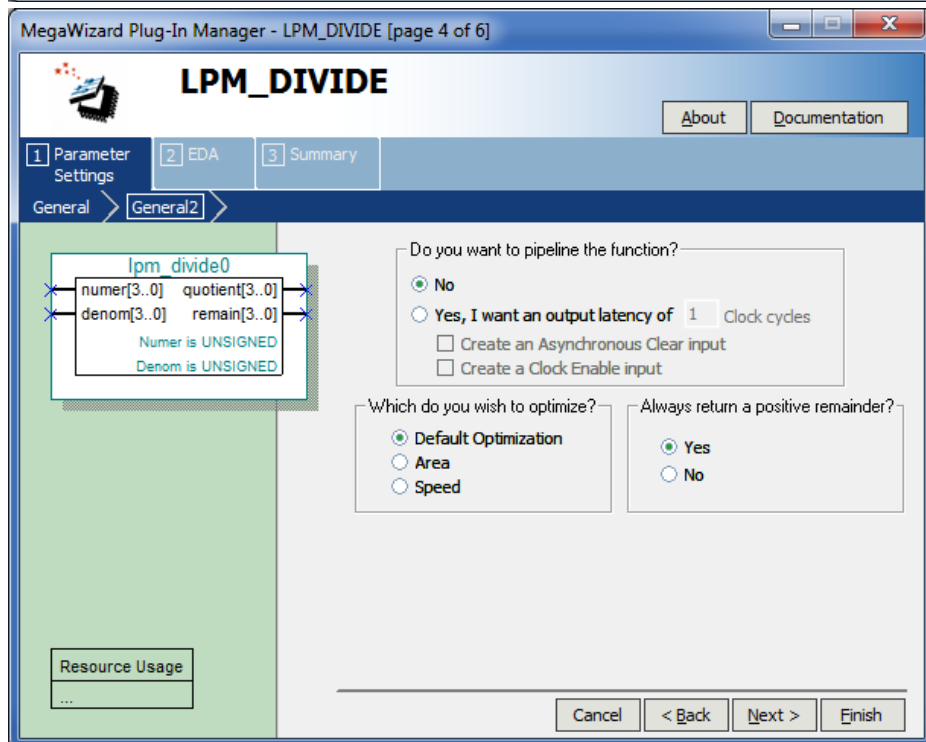 MegaWizard Plug-In Manager - LPM_DIVIDE [page 4 of 6]
LPM_DIVIDE
About
Documentation
1 Parameter Settings
2 EDA
3 Summary
General
General2
lpm_divide0
numer[3..0] quotient[3..0]
denom[3..0] remain[3..0]
Numer is UNSIGNED
Denom is UNSIGNED
Do you want to pipeline the function?
No
Yes, I want an output latency of 1 Clock cycles
Create an Asynchronous Clear input
Create a Clock Enable input
Which do you wish to optimize?
Default Optimization
Area
Speed
Always return a positive remainder?
Yes
No
Resource Usage
...
Cancel
< Back
Next >
Finish